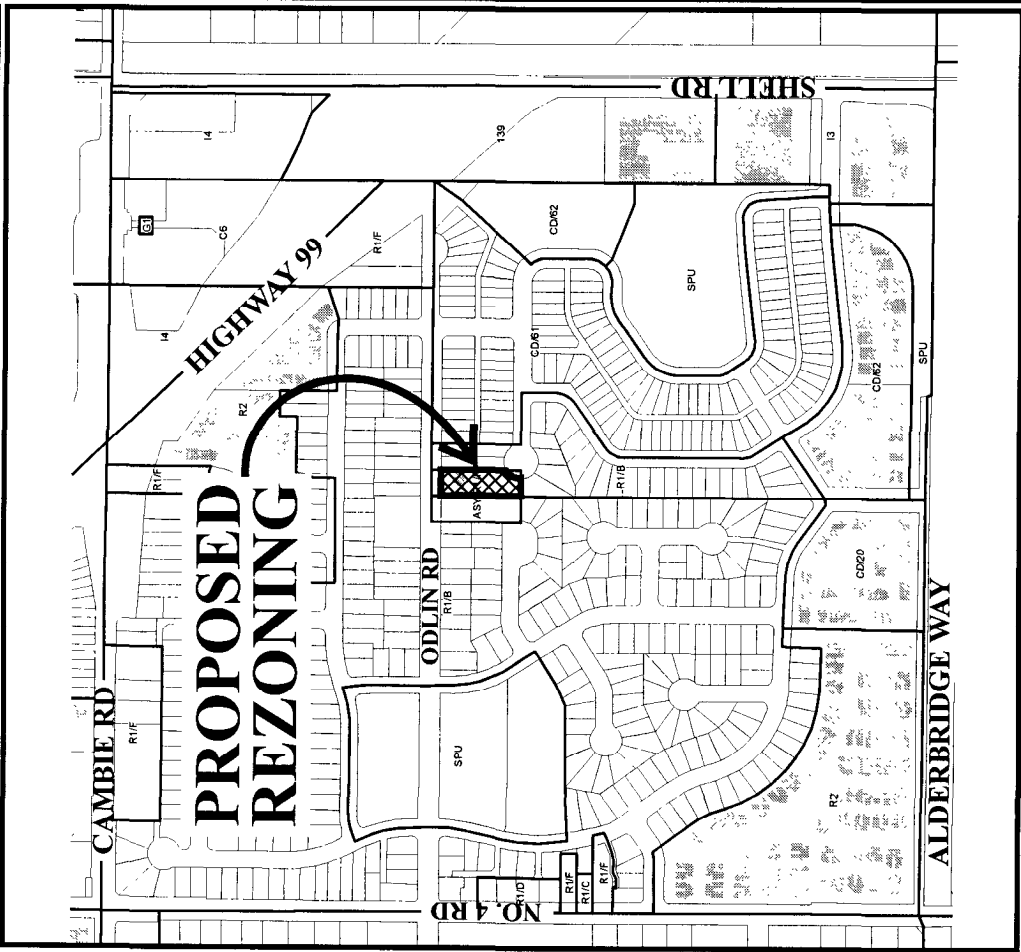 SHELL RD
I4
139
I3
G1
C6
R1/F
CD/62
HIGHWAY 99
SPU
I4
CD/61
SPU
CD/62
R2
R1/F
R1/B
PROPOSED
REZONING
ODLIN RD
R1/B
CD20
CAMBIE RD
R1/F
SPU
R2
ALDERBRIDGE WAY
R1/D
R1/F
R1/C
R1/F
NO. 4 RD